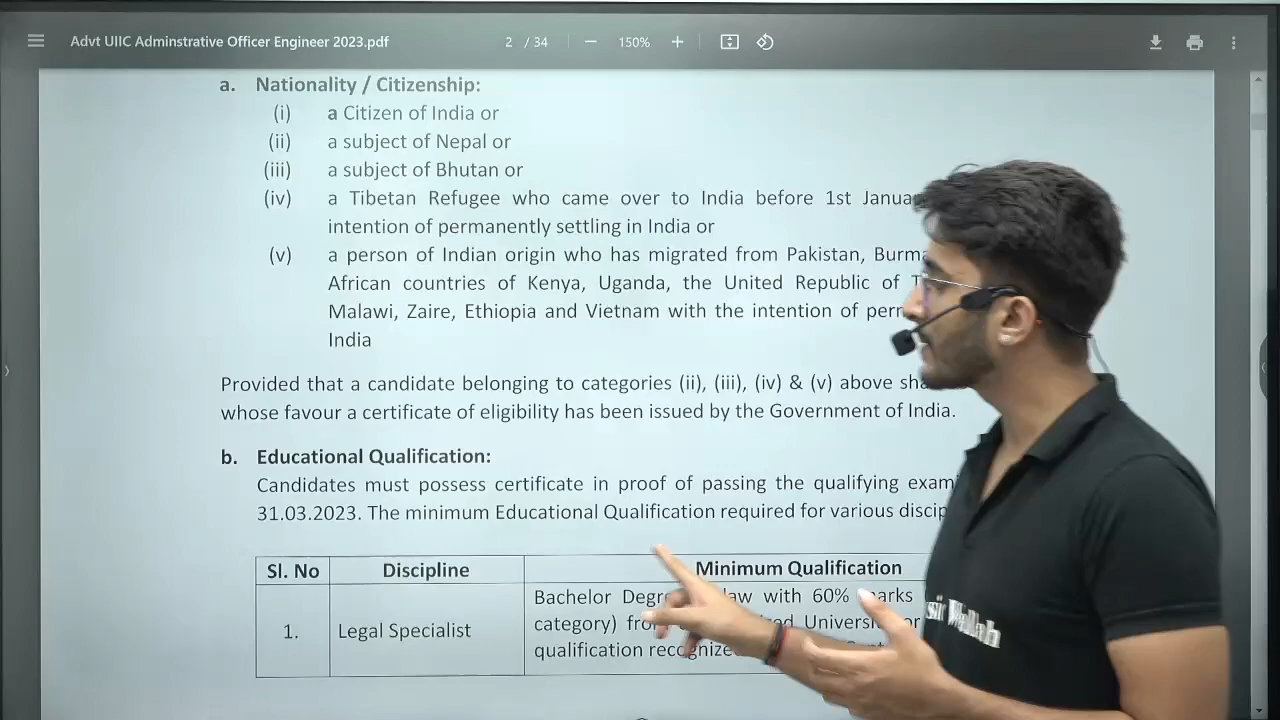 Advt UIIC Adminstrative Officer Engineer 2023.pdf
2 / 34
150%
a. Nationality / Citizenship:
(i) a Citizen of India or
(ii) a subject of Nepal or
(iii) a subject of Bhutan or
(iv) a Tibetan Refugee who came over to India before 1st
intention of permanently settling in India or
(v) a person of Indian origin who has migrated from Pakistan,
African countries of Kenya, Uganda, the United Republic of
Malawi, Zaire, Ethiopia and Vietnam with the intention of
India
Provided that a candidate belonging to categories (ii), (iii), (iv) & (v) above
whose favour a certificate of eligibility has been issued by the Government of India.
b. Educational Qualification:
Candidates must possess certificate in proof of passing the qualifying
31.03.2023. The minimum Educational Qualification required for various
Sl. No Discipline Minimum Qualification
1. Legal Specialist
Bachelor law with 60% marks
category)
qualification
Wallah